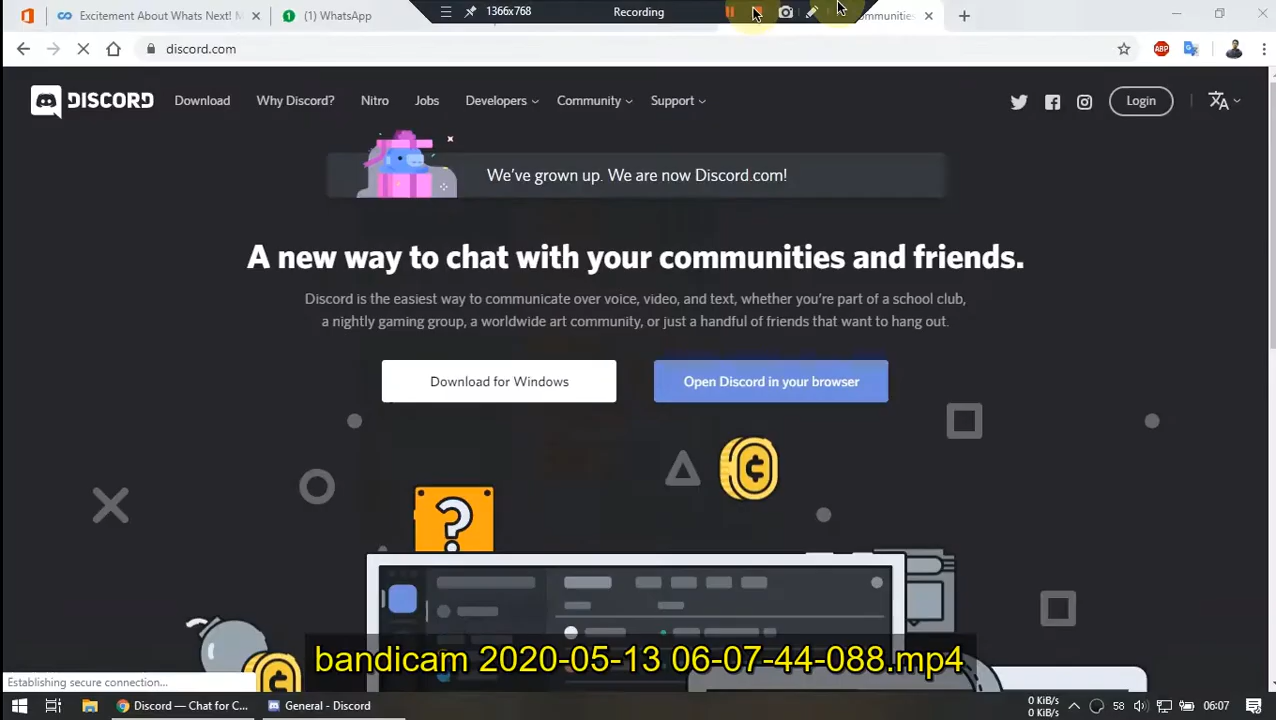 Excitement About Whats Next! M
(1) WhatsApp
1366x768
Recording
ommunities
discord.com
ABP
DISCORD
Download
Why Discord?
Nitro
Jobs
Developers
Community
Support
Login
We've grown up. We are now Discord.com!
A new way to chat with your communities and friends.
Discord is the easiest way to communicate over voice, video, and text, whether you're part of a school club,
a nightly gaming group, a worldwide art community, or just a handful of friends that want to hang out.
Download for Windows
Open Discord in your browser
?
bandicam 2020-05-13 06-07-44-088.mp4
Establishing secure connection...
Discord — Chat for C...
General - Discord
0 KiB/s
0 KiB/s
58
06:07